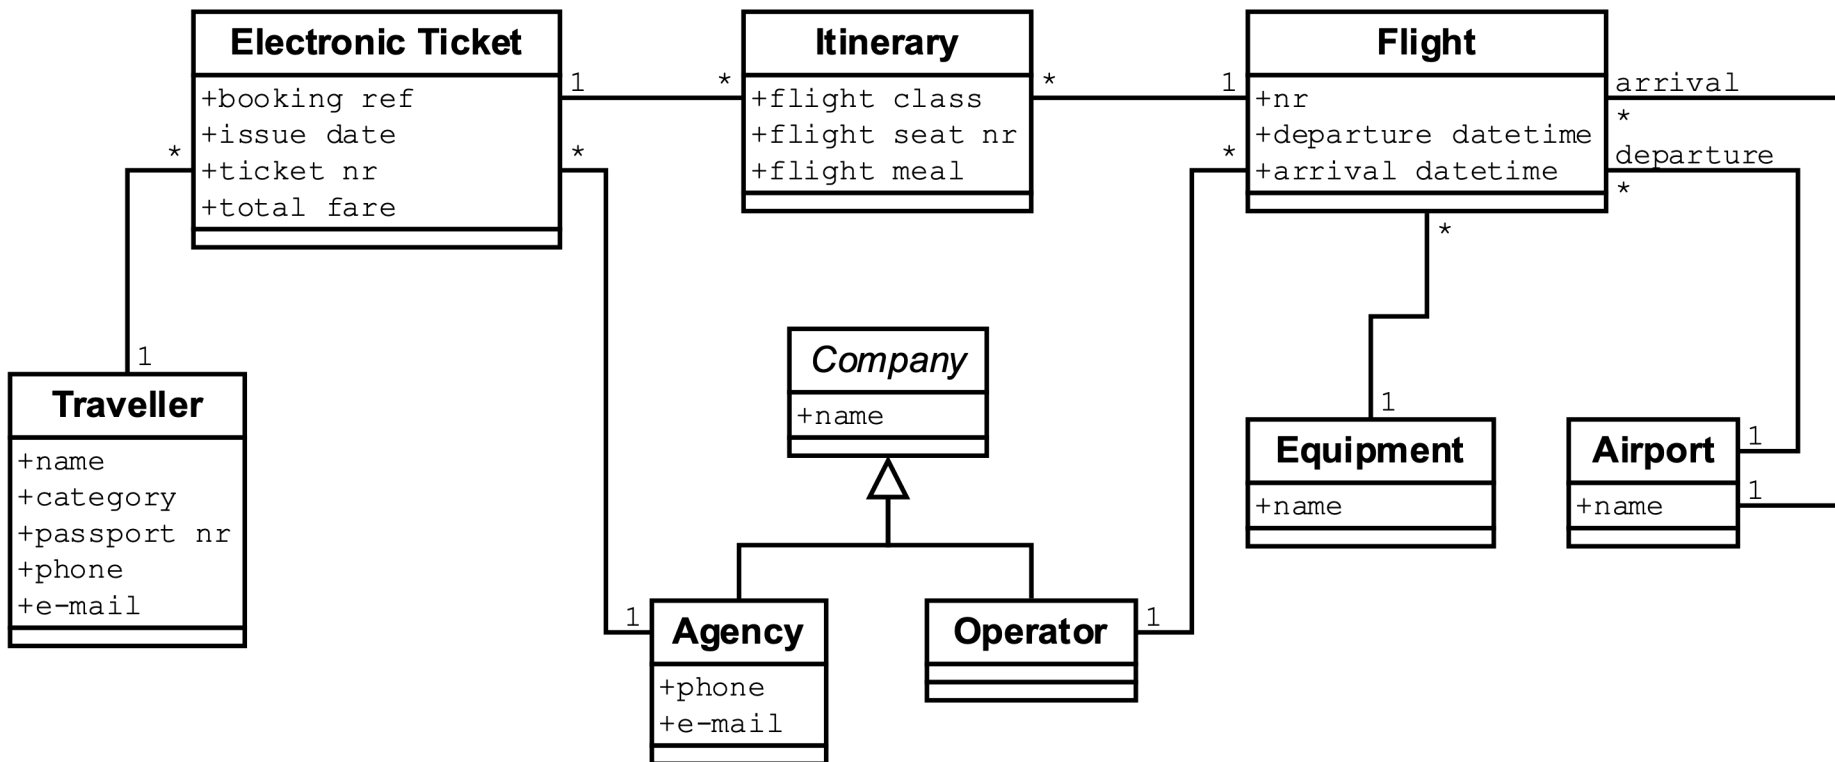 Electronic Ticket
+booking ref
+issue date
+ticket nr
+total fare
1
*
*
*
Itinerary
+flight class
+flight seat nr
+flight meal
*
1
*
Flight
+nr
+departure datetime
+arrival datetime
arrival
*
departure
*
*
1
Traveller
+name
+category
+passport nr
+phone
+e-mail
Company
+name
1
Equipment
+name
Airport
+name
1
1
1
Agency
+phone
+e-mail
Operator
1